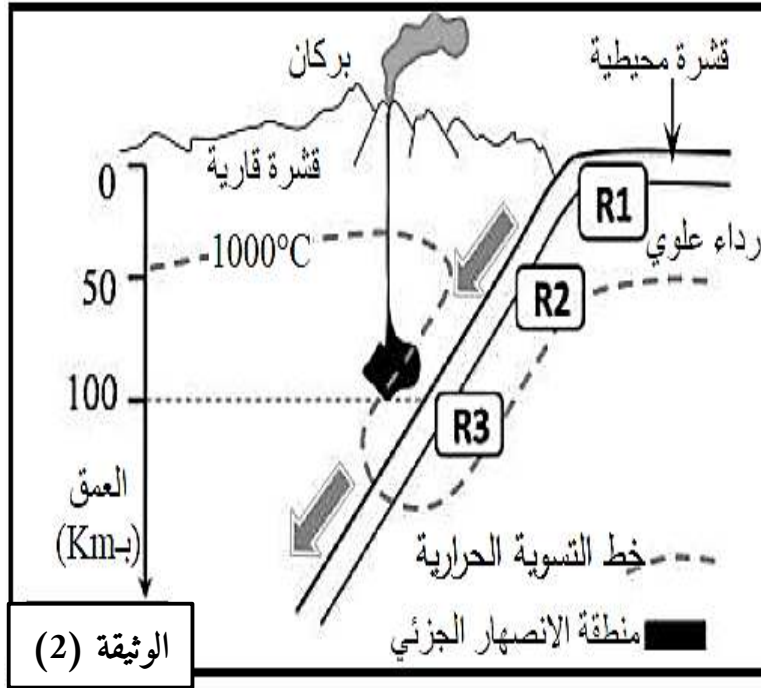 بركان
قشرة محيطية
قشرة قارية
0
R1
رداء علوي
1000°C
50
R2
100
R3
العمق
(Km-بـ)
خط التسوية الحرارية
منطقة الانصهار الجزئي
الوثيقة (2)